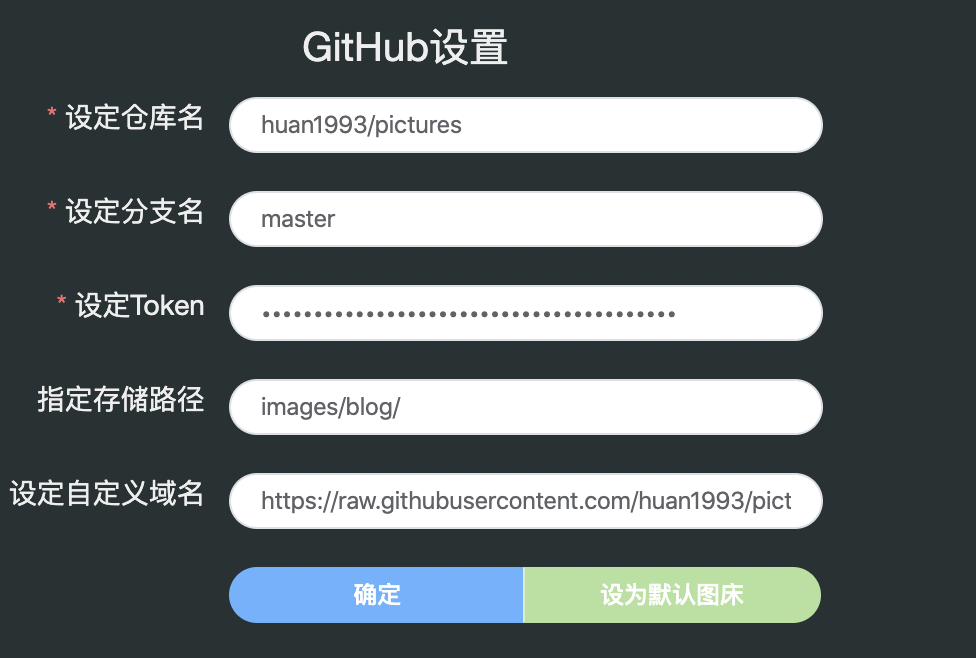 GitHub设置
* 设定仓库名
huan1993/pictures
* 设定分支名
master
* 设定Token
••••••••••••••••••••••••••••••••••••••••
指定存储路径
images/blog/
设定自定义域名
https://raw.githubusercontent.com/huan1993/pict
确定
设为默认图床